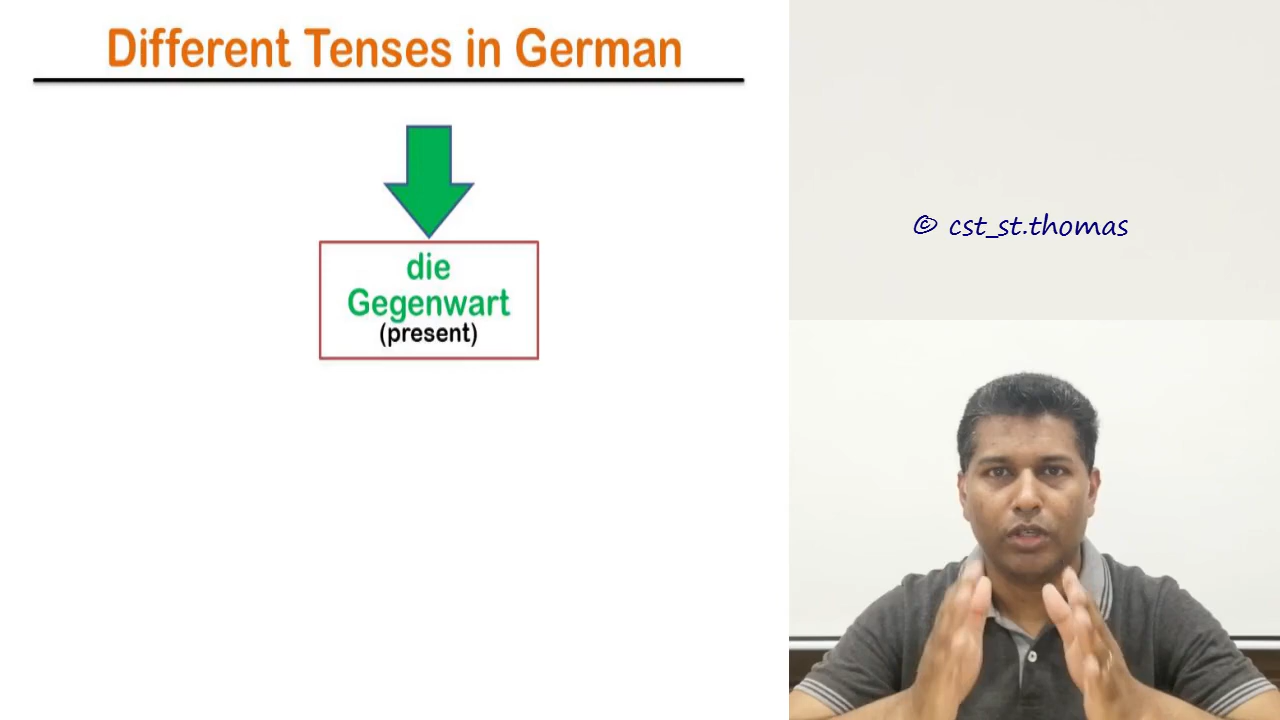 Different Tenses in German
die
Gegenwart
(present)
© cst_st.thomas